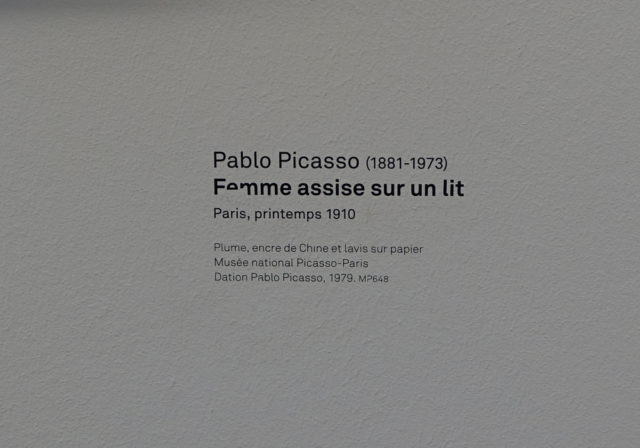 Pablo Picasso (1881-1973)
Femme assise sur un lit
Paris, printemps 1910
Plume, encre de Chine et lavis sur papier
Musée national Picasso-Paris
Dation Pablo Picasso, 1979. MP648